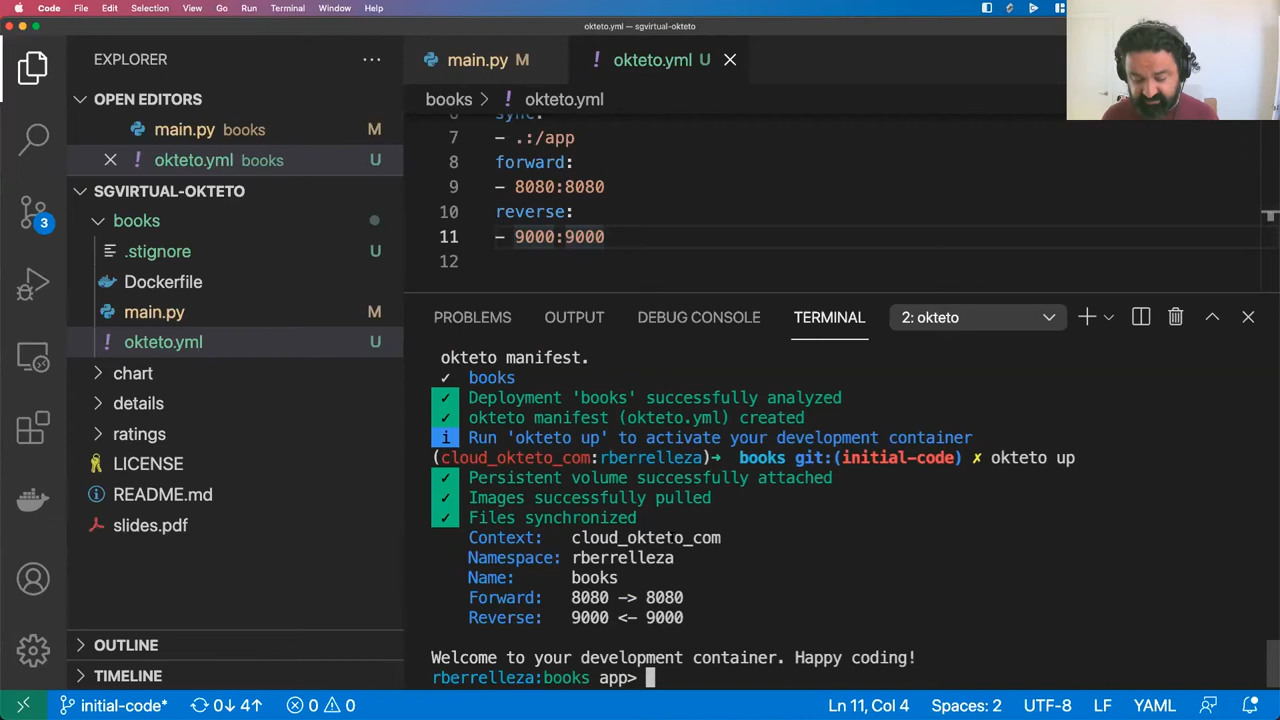 Code File Edit Selection View Go Run Terminal Window Help
okteto.yml — sgvirtual-okteto
EXPLORER ...
main.py M
! okteto.yml U
OPEN EDITORS
main.py books M
! okteto.yml books U
SGVIRTUAL-OKTETO
books
.stignore U
Dockerfile
main.py M
! okteto.yml U
chart
details
ratings
LICENSE
README.md
slides.pdf
OUTLINE
TIMELINE
3
books > ! okteto.yml
6 sync:
7 - .:/app
8 forward:
9 - 8080:8080
10 reverse:
11 - 9000:9000
12
PROBLEMS OUTPUT DEBUG CONSOLE TERMINAL 2: okteto
okteto manifest.
✓ books
✓ Deployment 'books' successfully analyzed
✓ okteto manifest (okteto.yml) created
i Run 'okteto up' to activate your development container
(cloud_okteto_com:rberrelleza)➜ books git:(initial-code) ✗ okteto up
✓ Persistent volume successfully attached
✓ Images successfully pulled
✓ Files synchronized
Context: cloud_okteto_com
Namespace: rberrelleza
Name: books
Forward: 8080 -> 8080
Reverse: 9000 <- 9000
Welcome to your development container. Happy coding!
rberrelleza:books app>
initial-code* 0↓ 4↑ 0 0 Ln 11, Col 4 Spaces: 2 UTF-8 LF YAML